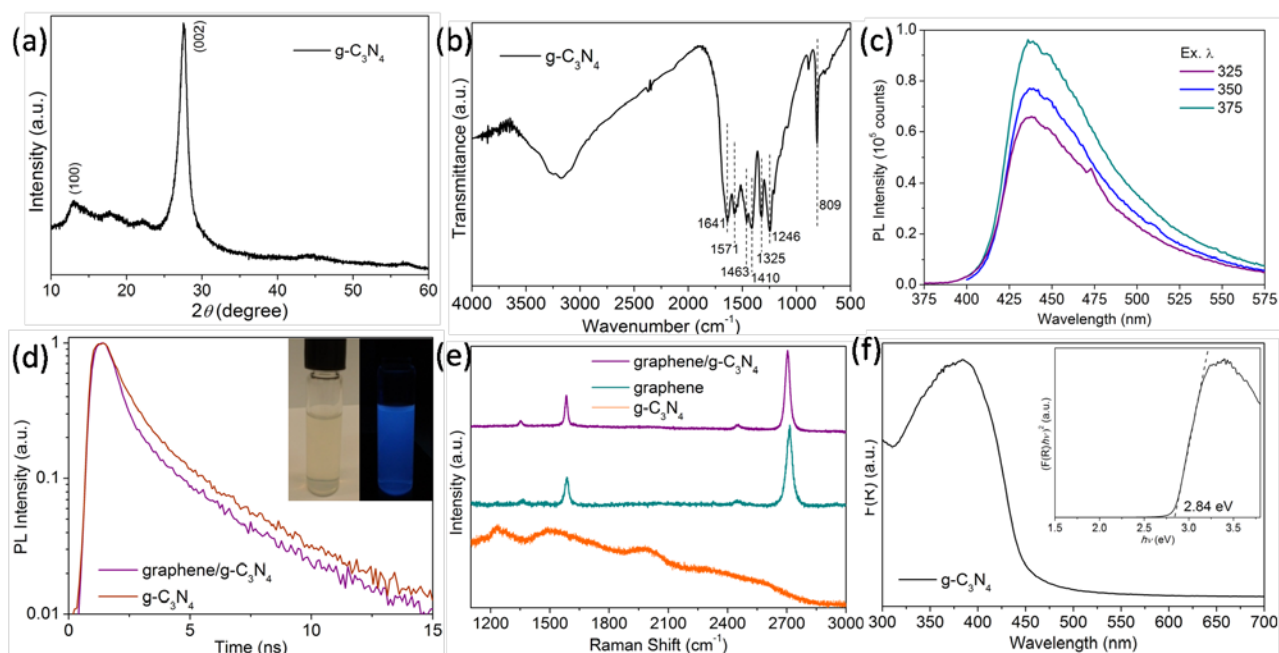 (a)
(002)
g-C₃N₄
(100)
Intensity (a.u.)
10 20 30 40 50 60
2θ (degree)
(b)
g-C₃N₄
1641
1571
1463
1410
1325
1246
809
Transmittance (a.u.)
4000 3500 3000 2500 2000 1500 1000 500
Wavenumber (cm⁻¹)
(c)
Ex. λ
325
350
375
PL Intensity (10⁵ counts)
1.0
0.8
0.6
0.4
0.2
0.0
375 400 425 450 475 500 525 550 575
Wavelength (nm)
(d)
1
0.1
0.01
PL Intensity (a.u.)
graphene/g-C₃N₄
g-C₃N₄
0 5 10 15
Time (ns)
(e)
graphene/g-C₃N₄
graphene
g-C₃N₄
Intensity (a.u.)
1200 1500 1800 2100 2400 2700 3000
Raman Shift (cm⁻¹)
(f)
F(R) (a.u.)
g-C₃N₄
300 350 400 450 500 550 600 650 700
Wavelength (nm)
(F(R)hν)² (a.u.)
2.84 eV
1.5 2.0 2.5 3.0 3.5
hν (eV)